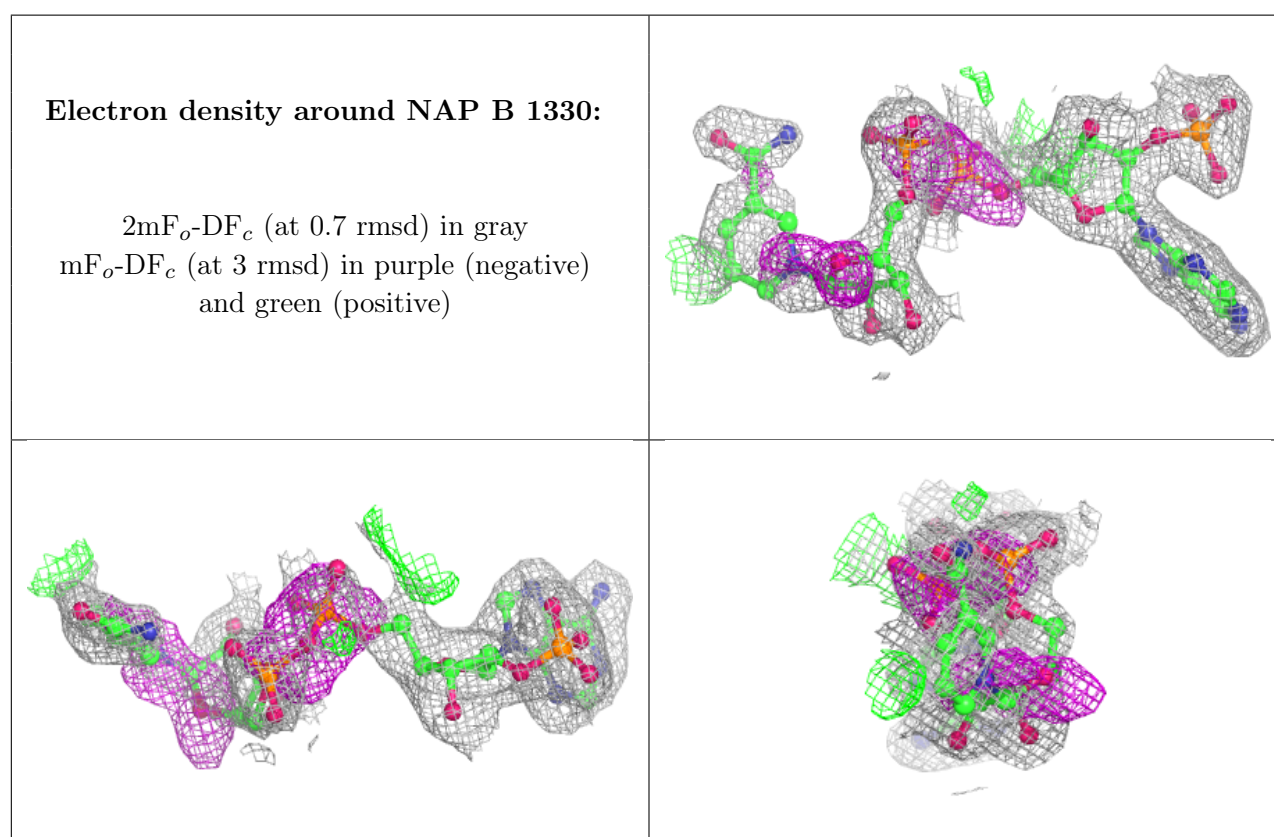 Electron density around NAP B 1330:
2mFo-DFc (at 0.7 rmsd) in gray
mFo-DFc (at 3 rmsd) in purple (negative)
and green (positive)